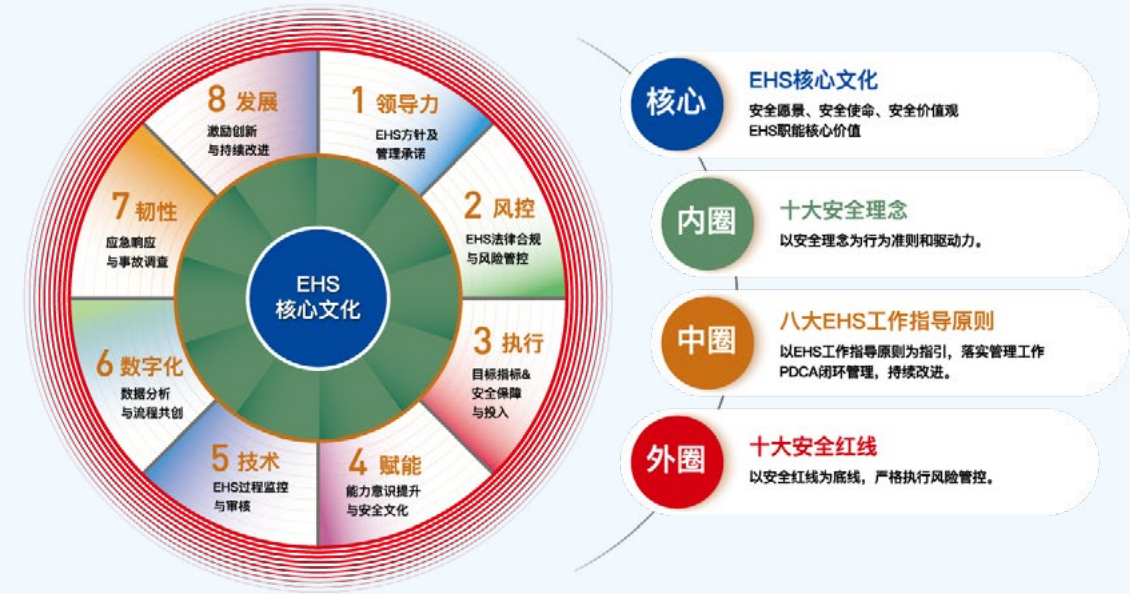 1 领导力
EHS方针及
管理承诺
2 风控
EHS法律合规
与风险管控
3 执行
目标指标&
安全保障
与投入
4 赋能
能力意识提升
与安全文化
5 技术
EHS过程监控
与审核
6 数字化
数据分析
与流程共创
7 韧性
应急响应
与事故调查
8 发展
激励创新
与持续改进
EHS
核心文化
核心
EHS核心文化
安全愿景、安全使命、安全价值观
EHS职能核心价值
内圈
十大安全理念
以安全理念为行为准则和驱动力。
中圈
八大EHS工作指导原则
以EHS工作指导原则为指引，落实管理工作
PDCA闭环管理，持续改进。
外圈
十大安全红线
以安全红线为底线，严格执行风险管控。